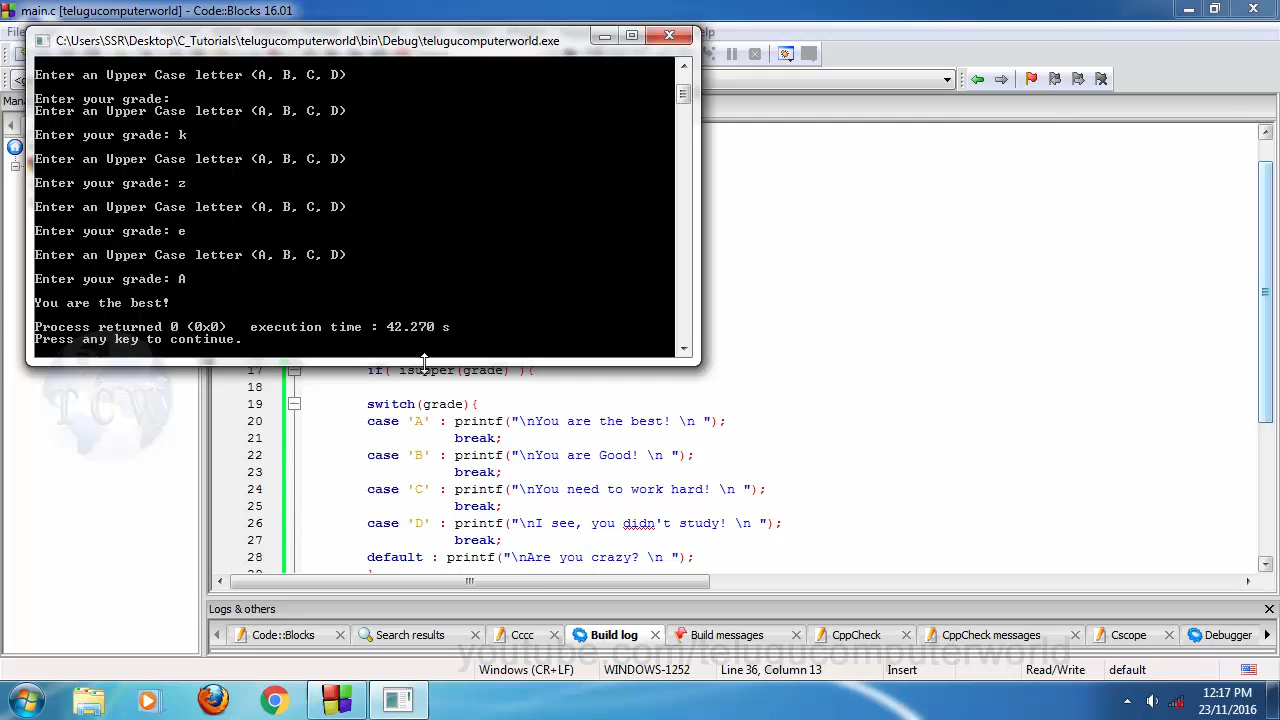 main.c [telugucomputerworld] - Code::Blocks 16.01
C:\Users\SSR\Desktop\C_Tutorials\telugucomputerworld\bin\Debug\telugucomputerworld.exe
Enter an Upper Case letter (A, B, C, D)
Enter your grade:
Enter an Upper Case letter (A, B, C, D)
Enter your grade: k
Enter an Upper Case letter (A, B, C, D)
Enter your grade: z
Enter an Upper Case letter (A, B, C, D)
Enter your grade: e
Enter an Upper Case letter (A, B, C, D)
Enter your grade: A
You are the best!
Process returned 0 (0x0)   execution time : 42.270 s
Press any key to continue.
17 if( isupper(grade) ){
18
19 switch(grade){
20 case 'A' : printf("\nYou are the best! \n ");
21 break;
22 case 'B' : printf("\nYou are Good! \n ");
23 break;
24 case 'C' : printf("\nYou need to work hard! \n ");
25 break;
26 case 'D' : printf("\nI see, you didn't study! \n ");
27 break;
28 default : printf("\nAre you crazy? \n ");
TCW
Logs & others
Code::Blocks Search results Cccc Build log Build messages CppCheck CppCheck messages Cscope Debugger
youtube.com/telugucomputerworld
Windows (CR+LF) WINDOWS-1252 Line 36, Column 13 Insert Read/Write default
12:17 PM
23/11/2016